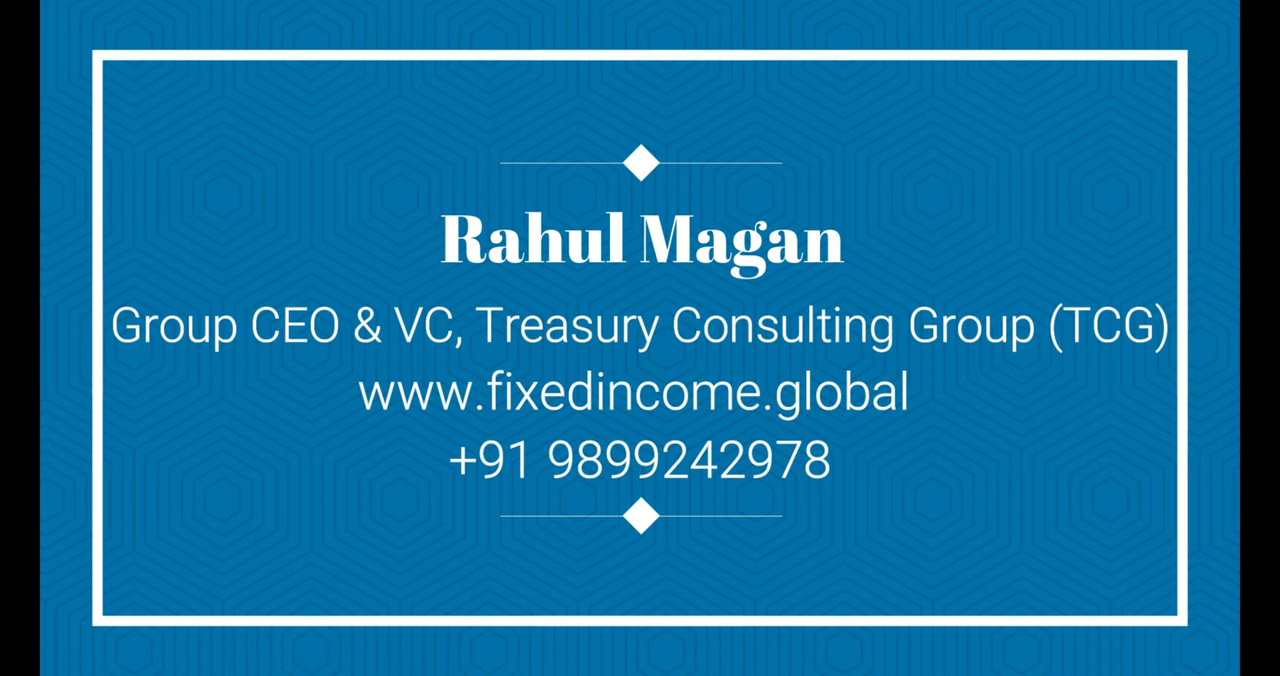 Rahul Magan
Group CEO & VC, Treasury Consulting Group (TCG)
www.fixedincome.global
+91 9899242978